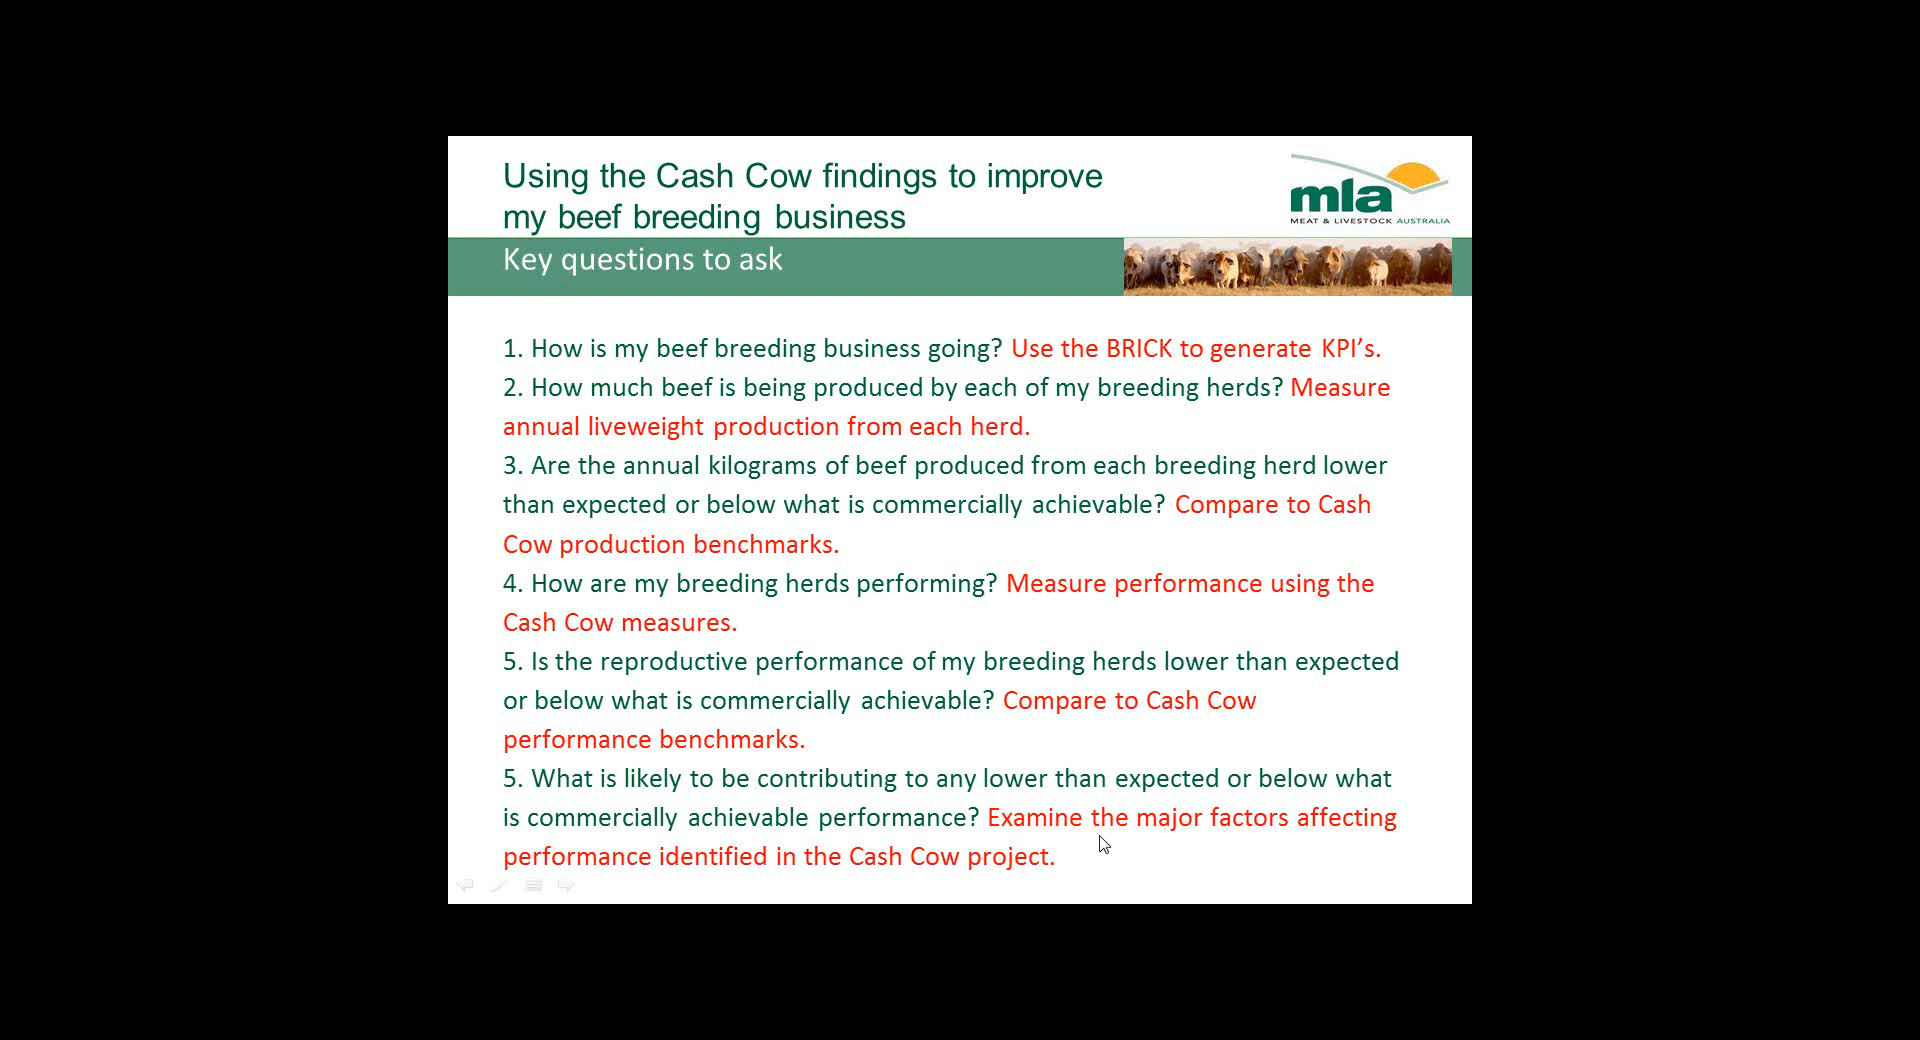 Using the Cash Cow findings to improve
my beef breeding business
mla
MEAT & LIVESTOCK AUSTRALIA
Key questions to ask
1. How is my beef breeding business going? Use the BRICK to generate KPI’s.
2. How much beef is being produced by each of my breeding herds? Measure
annual liveweight production from each herd.
3. Are the annual kilograms of beef produced from each breeding herd lower
than expected or below what is commercially achievable? Compare to Cash
Cow production benchmarks.
4. How are my breeding herds performing? Measure performance using the
Cash Cow measures.
5. Is the reproductive performance of my breeding herds lower than expected
or below what is commercially achievable? Compare to Cash Cow
performance benchmarks.
5. What is likely to be contributing to any lower than expected or below what
is commercially achievable performance? Examine the major factors affecting
performance identified in the Cash Cow project.